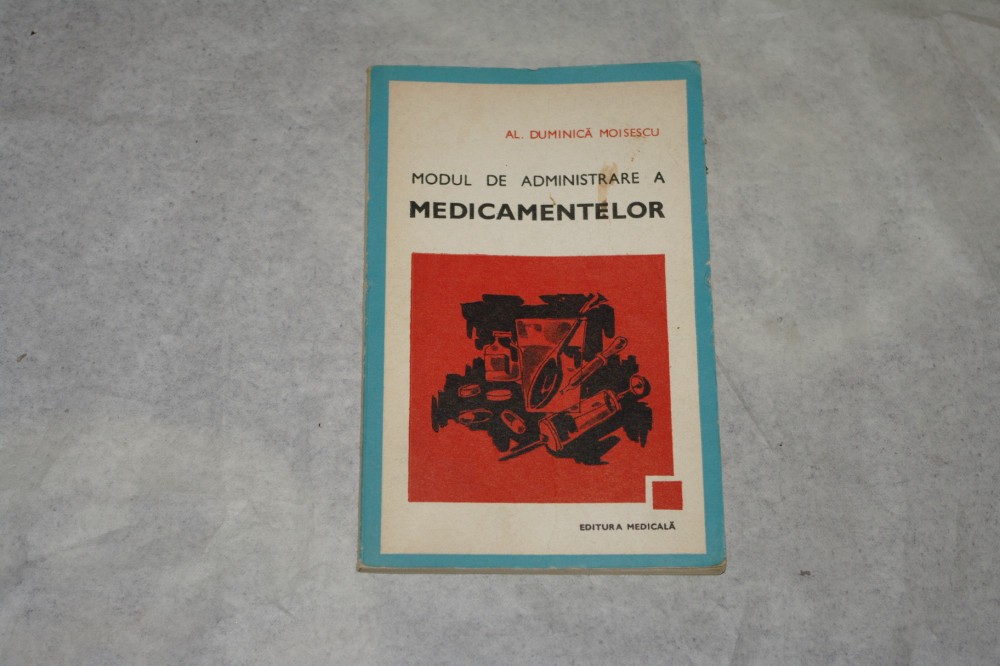 AL. DUMINICĂ MOISESCU
MODUL DE ADMINISTRARE A
MEDICAMENTELOR
EDITURA MEDICALĂ